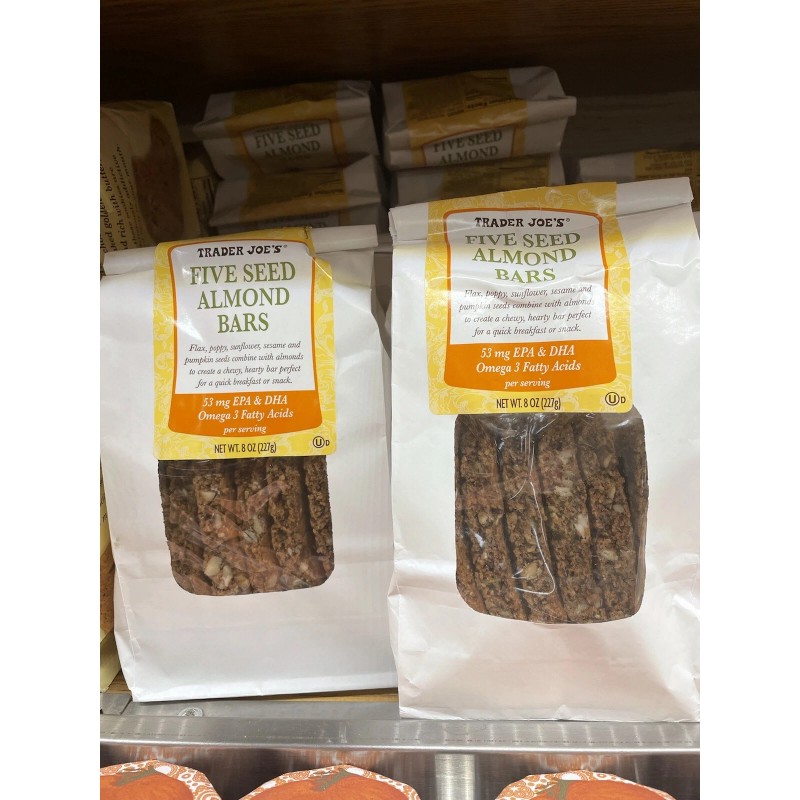 FIVE SEED
ALMOND
FIVE SEED
ALMOND
rich with butter
TRADER JOE'S®
FIVE SEED
ALMOND
BARS
Flax, poppy, sunflower, sesame and
pumpkin seeds combine with almonds
to create a chewy, hearty bar perfect
for a quick breakfast or snack.
53 mg EPA & DHA
Omega 3 Fatty Acids
per serving
NET WT. 8 OZ (227g)
U D
TRADER JOE'S®
FIVE SEED
ALMOND
BARS
Flax, poppy, sunflower, sesame and
pumpkin seeds combine with almond
to create a chewy, hearty bar perfect
for a quick breakfast or snack.
53 mg EPA & DHA
Omega 3 Fatty Acids
per serving
NET WT. 8 OZ (227g)
U D